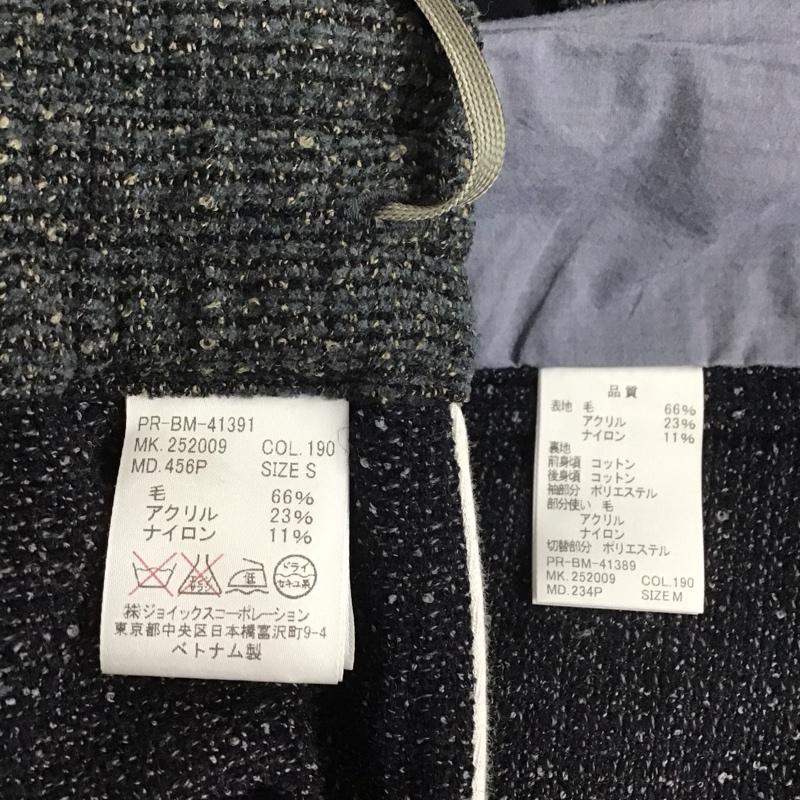 PR-BM-41391
MK.252009 COL.190
MD.456P SIZE S
毛 66%
アクリル 23%
ナイロン 11%
エンソ
サラシ
低
ドライ
セキユ系
㈱ジョイックスコーポレーション
東京都中央区日本橋富沢町9-4
ベトナム製
品質
表地 毛 66%
アクリル 23%
ナイロン 11%
裏地
前身頃 コットン
後身頃 コットン
袖部分 ポリエステル
部分使い 毛
アクリル
ナイロン
切替部分 ポリエステル
PR-BM-41389
MK.252009 COL.190
MD.234P SIZE M